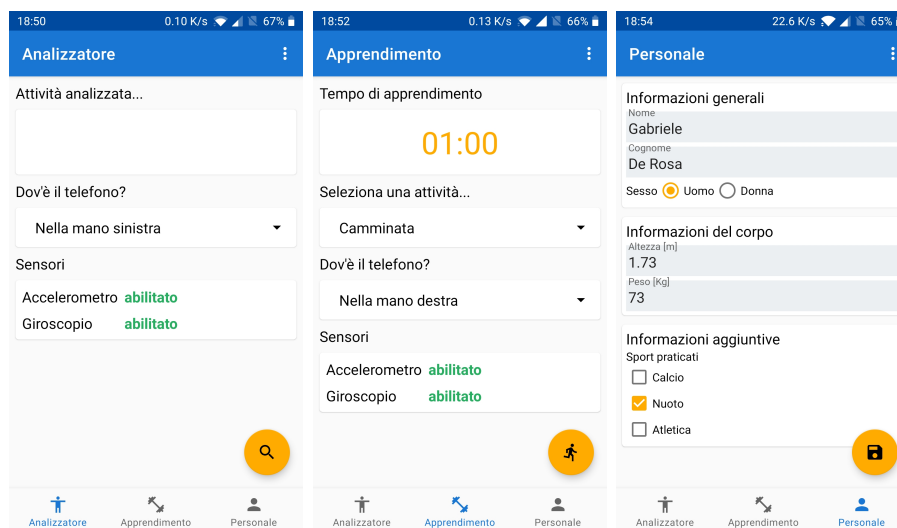 18:50 0.10 K/s 67%
Analizzatore
Attività analizzata...
Dov'è il telefono?
Nella mano sinistra
Sensori
Accelerometro abilitato
Giroscopio abilitato
Analizzatore Apprendimento Personale
18:52 0.13 K/s 66%
Apprendimento
Tempo di apprendimento
01:00
Seleziona una attività...
Camminata
Dov'è il telefono?
Nella mano destra
Sensori
Accelerometro abilitato
Giroscopio abilitato
Analizzatore Apprendimento Personale
18:54 22.6 K/s 65%
Personale
Informazioni generali
Nome
Gabriele
Cognome
De Rosa
Sesso Uomo Donna
Informazioni del corpo
Altezza [m]
1.73
Peso [Kg]
73
Informazioni aggiuntive
Sport praticati
Calcio
Nuoto
Atletica
Analizzatore Apprendimento Personale